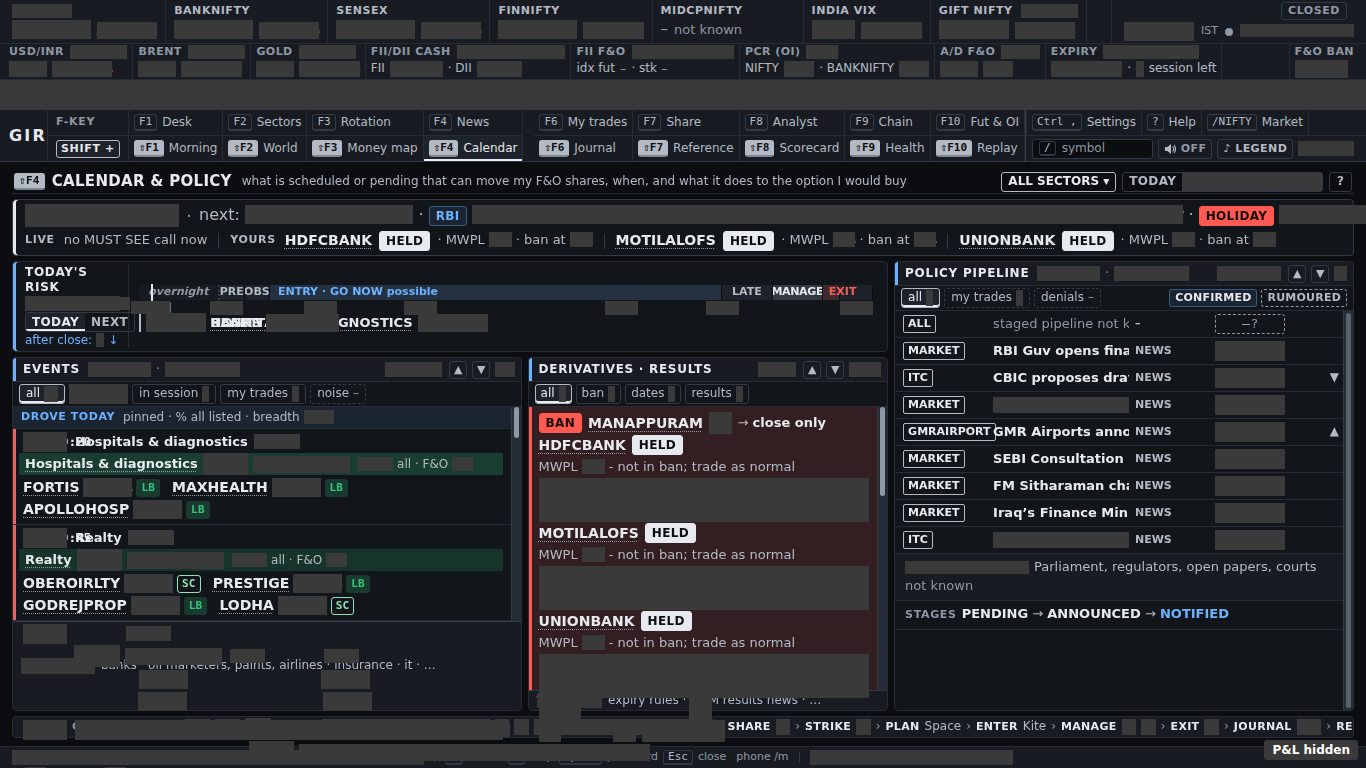 BANKNIFTY SENSEX FINNIFTY MIDCPNIFTY INDIA VIX GIFT NIFTY CLOSED
– not known IST
USD/INR BRENT GOLD FII/DII CASH FII F&O PCR (OI) A/D F&O EXPIRY F&O BAN
FII · DII idx fut – · stk – NIFTY · BANKNIFTY · session left
GIR F-KEY F1 Desk F2 Sectors F3 Rotation F4 News F6 My trades F7 Share F8 Analyst F9 Chain F10 Fut & OI Ctrl , Settings ? Help /NIFTY Market
SHIFT + ⇧F1 Morning ⇧F2 World ⇧F3 Money map ⇧F4 Calendar ⇧F6 Journal ⇧F7 Reference ⇧F8 Scorecard ⇧F9 Health ⇧F10 Replay / symbol OFF ♪ LEGEND
⇧F4 CALENDAR & POLICY what is scheduled or pending that can move my F&O shares, when, and what it does to the option I would buy ALL SECTORS ▾ TODAY ?
· next: · RBI · HOLIDAY
LIVE no MUST SEE call now YOURS HDFCBANK HELD · MWPL · ban at MOTILALOFS HELD · MWPL · ban at UNIONBANK HELD · MWPL · ban at
TODAY'S RISK
overnight PREOBS ENTRY · GO NOW possible LATE MANAGE EXIT
TODAY NEXT GNOSTICS
after close: ↓
POLICY PIPELINE · ▲ ▼
all my trades denials – CONFIRMED RUMOURED
ALL staged pipeline not k – −?
MARKET RBI Guv opens fina NEWS
ITC CBIC proposes dra NEWS ▼
MARKET NEWS
GMRAIRPORT GMR Airports anno NEWS ▲
MARKET SEBI Consultation NEWS
MARKET FM Sitharaman cha NEWS
MARKET Iraq’s Finance Min NEWS
ITC NEWS
Parliament, regulators, open papers, courts
not known
STAGES PENDING → ANNOUNCED → NOTIFIED
EVENTS · ▲ ▼
all in session my trades noise –
DROVE TODAY pinned · % all listed · breadth
Hospitals & diagnostics
Hospitals & diagnostics all · F&O
FORTIS LB MAXHEALTH LB
APOLLOHOSP LB
Realty
Realty all · F&O
OBEROIRLTY SC PRESTIGE LB
GODREJPROP LB LODHA SC
banks · oil marketers, paints, airlines · insurance · it · …
DERIVATIVES · RESULTS ▲ ▼
all ban dates results
BAN MANAPPURAM → close only
HDFCBANK HELD
MWPL - not in ban; trade as normal
MOTILALOFS HELD
MWPL - not in ban; trade as normal
UNIONBANK HELD
MWPL - not in ban; trade as normal
expiry rules · M results news · …
SHARE › STRIKE › PLAN Space › ENTER Kite › MANAGE › EXIT › JOURNAL › RE
Esc close phone /m
P&L hidden